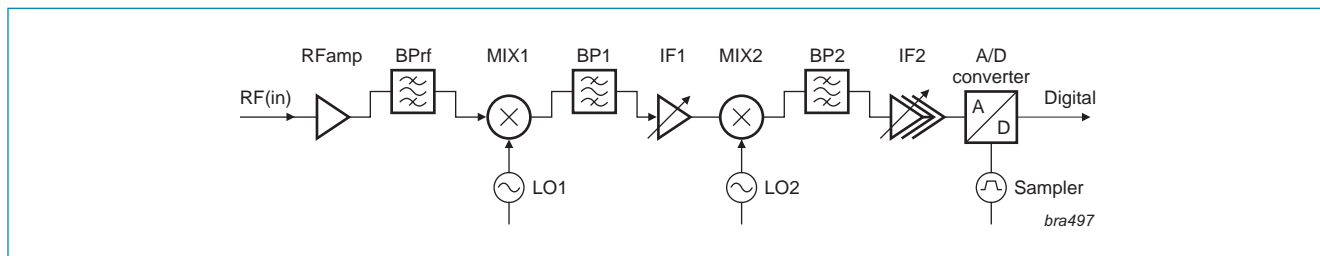 RFamp BPrf MIX1 BP1 IF1 MIX2 BP2 IF2 A/D
converter
RF(in) A D Digital
LO1 LO2 Sampler
bra497